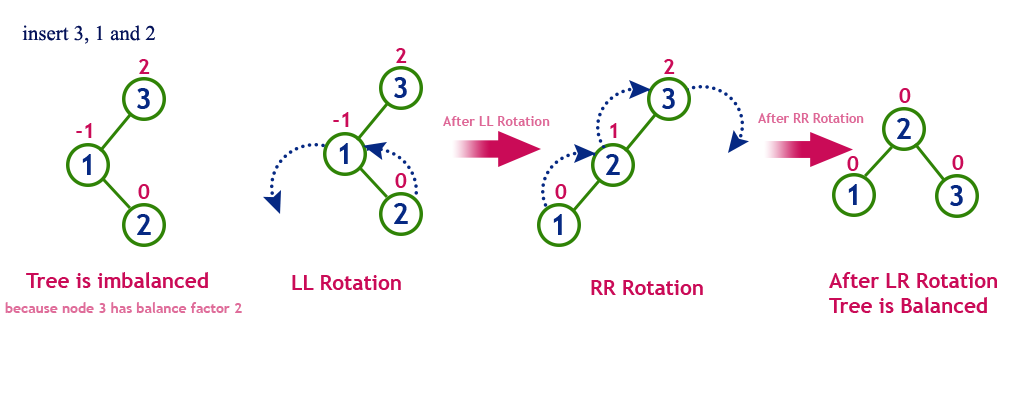 insert 3, 1 and 2
2
3
-1
1
0
2
Tree is imbalanced
because node 3 has balance factor 2
2
3
-1
1
0
2
LL Rotation
After LL Rotation
2
3
1
2
0
1
RR Rotation
After RR Rotation
0
2
0
1
0
3
After LR Rotation
Tree is Balanced